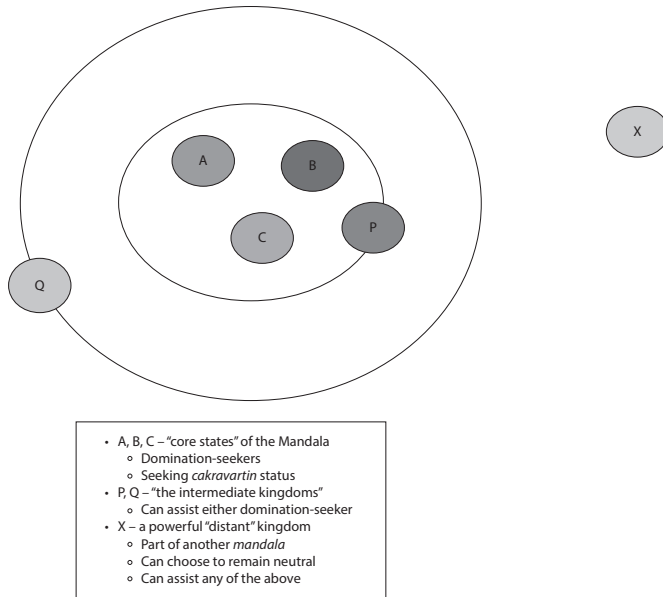 A
B
X
C
P
Q
• A, B, C – “core states” of the Mandala
◦ Domination-seekers
◦ Seeking cakravartin status
• P, Q – “the intermediate kingdoms”
◦ Can assist either domination-seeker
• X – a powerful “distant” kingdom
◦ Part of another mandala
◦ Can choose to remain neutral
◦ Can assist any of the above